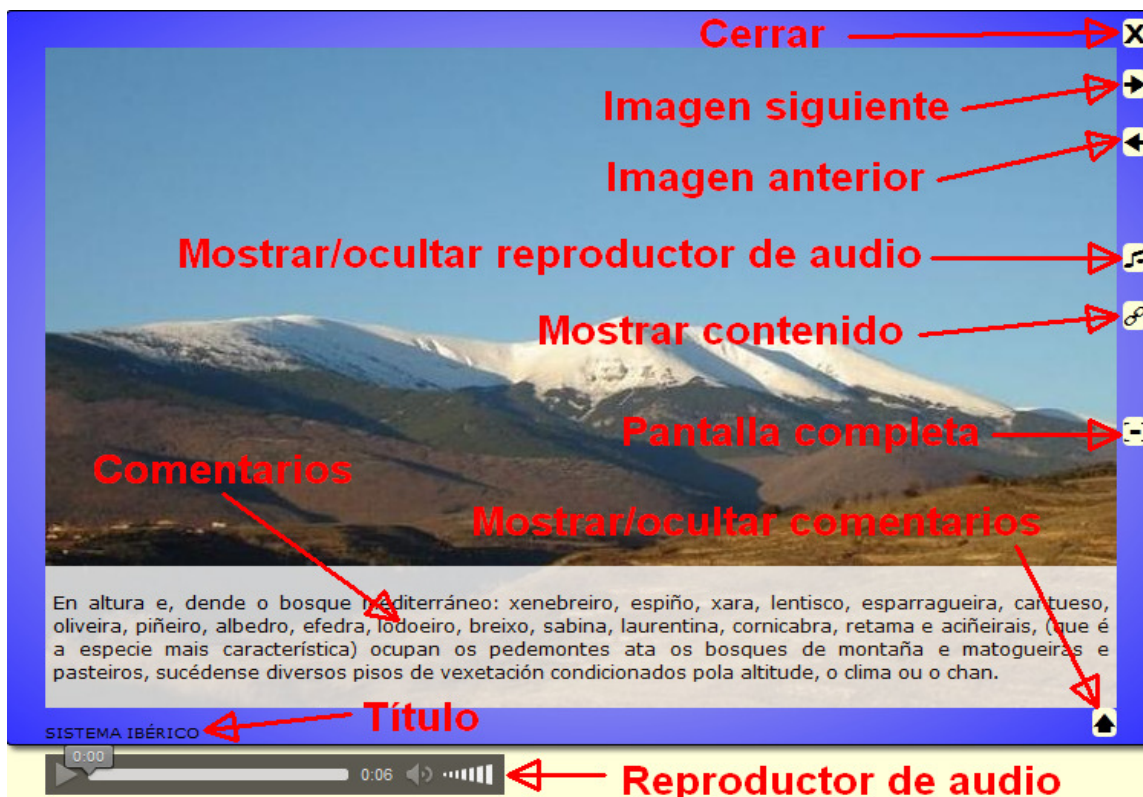 Cerrar
Imagen siguiente
Imagen anterior
Mostrar/ocultar reproductor de audio
Mostrar contenido
Pantalla completa
Comentarios
Mostrar/ocultar comentarios
En altura e, dende o bosque mediterráneo: xenebreiro, espiño, xara, lentisco, esparragueira, cantueso,
oliveira, piñeiro, albedro, efedra, lodoeiro, breixo, sabina, laurentina, cornicabra, retama e aciñeirais, (que é
a especie mais característica) ocupan os pedemontes ata os bosques de montaña e matogueiras e
pasteiros, sucédense diversos pisos de vexetación condicionados pola altitude, o clima ou o chan.
Título
SISTEMA IBÉRICO
0:00
0:06
Reproductor de audio